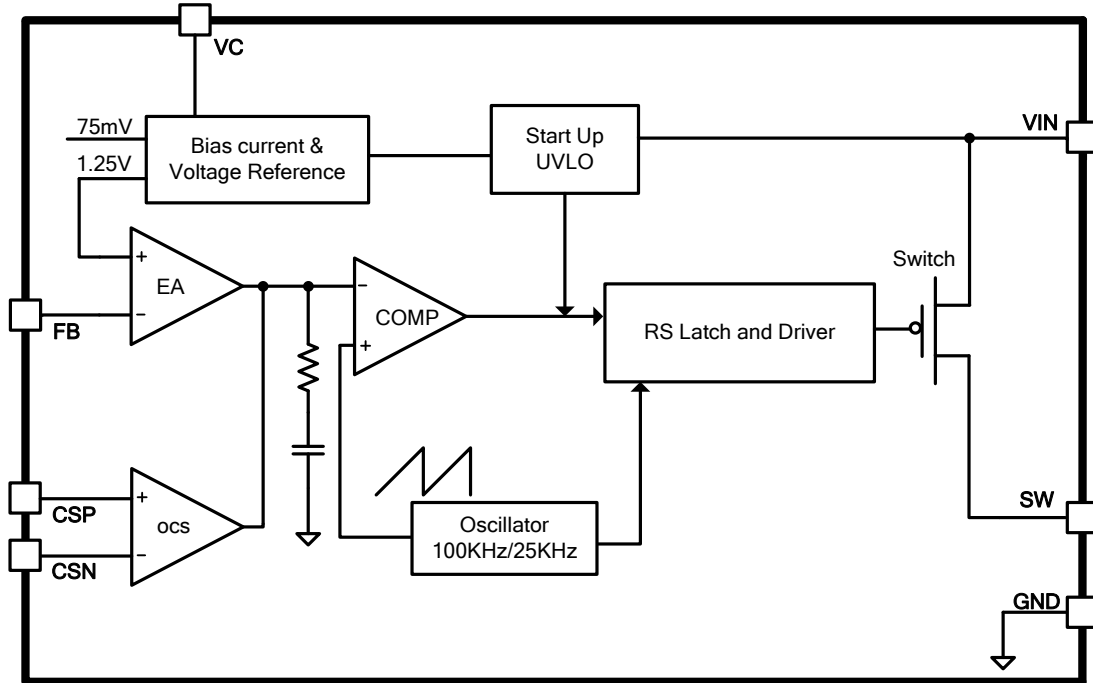 VC
75mV
1.25V
Bias current &
Voltage Reference
Start Up
UVLO
VIN
+
EA
−
FB
−
COMP
+
Switch
RS Latch and Driver
CSP
+
ocs
−
CSN
Oscillator
100KHz/25KHz
SW
GND